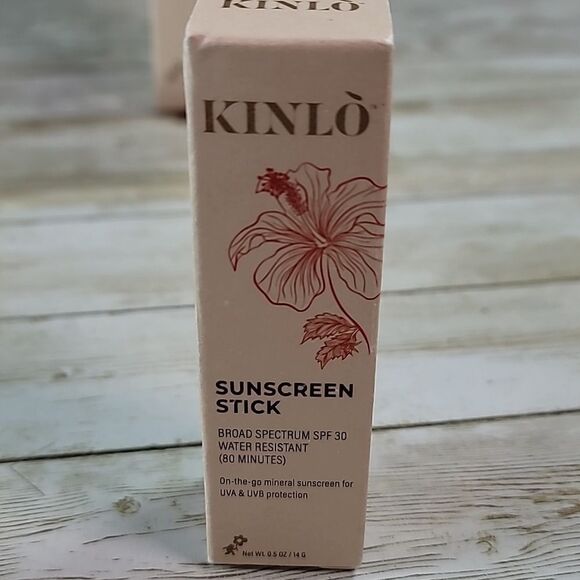 KINLÒ
KINLÒ
SUNSCREEN
STICK
BROAD SPECTRUM SPF 30
WATER RESISTANT
(80 MINUTES)
On-the-go mineral sunscreen for
UVA & UVB protection
Net Wt. 0.5 OZ / 14 G